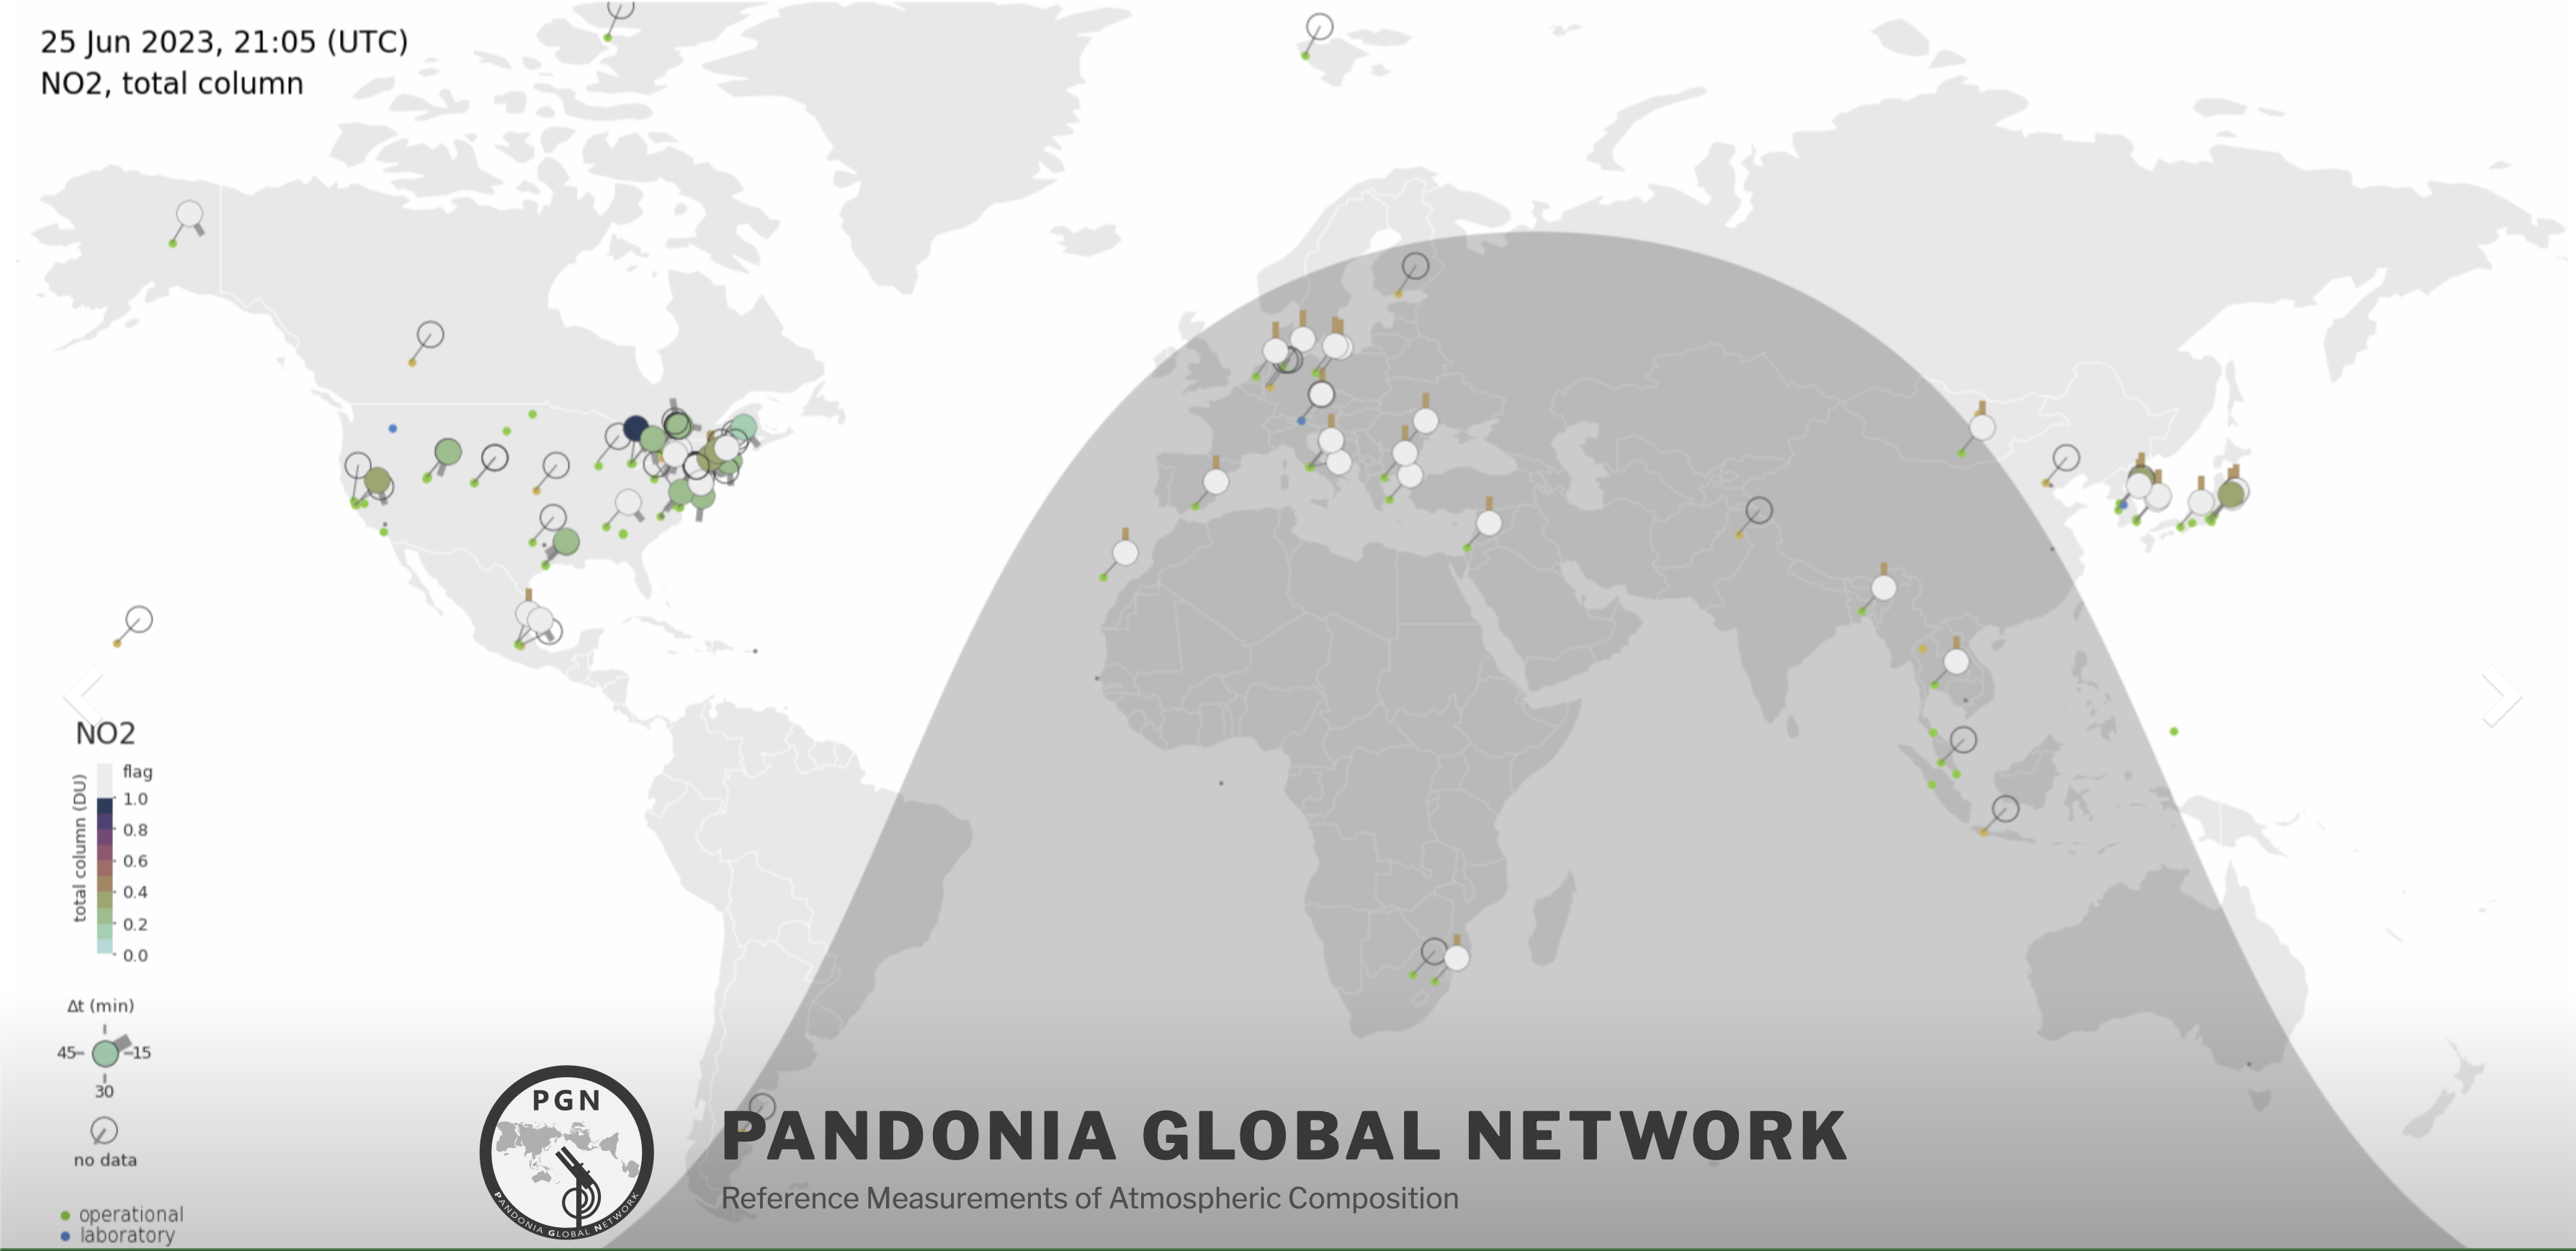 25 Jun 2023, 21:05 (UTC)
NO2, total column
NO2
total column (DU)
flag
1.0
0.8
0.6
0.4
0.2
0.0
Δt (min)
45
15
30
no data
operational
laboratory
PGN
PANDONIA GLOBAL NETWORK
PANDONIA GLOBAL NETWORK
Reference Measurements of Atmospheric Composition